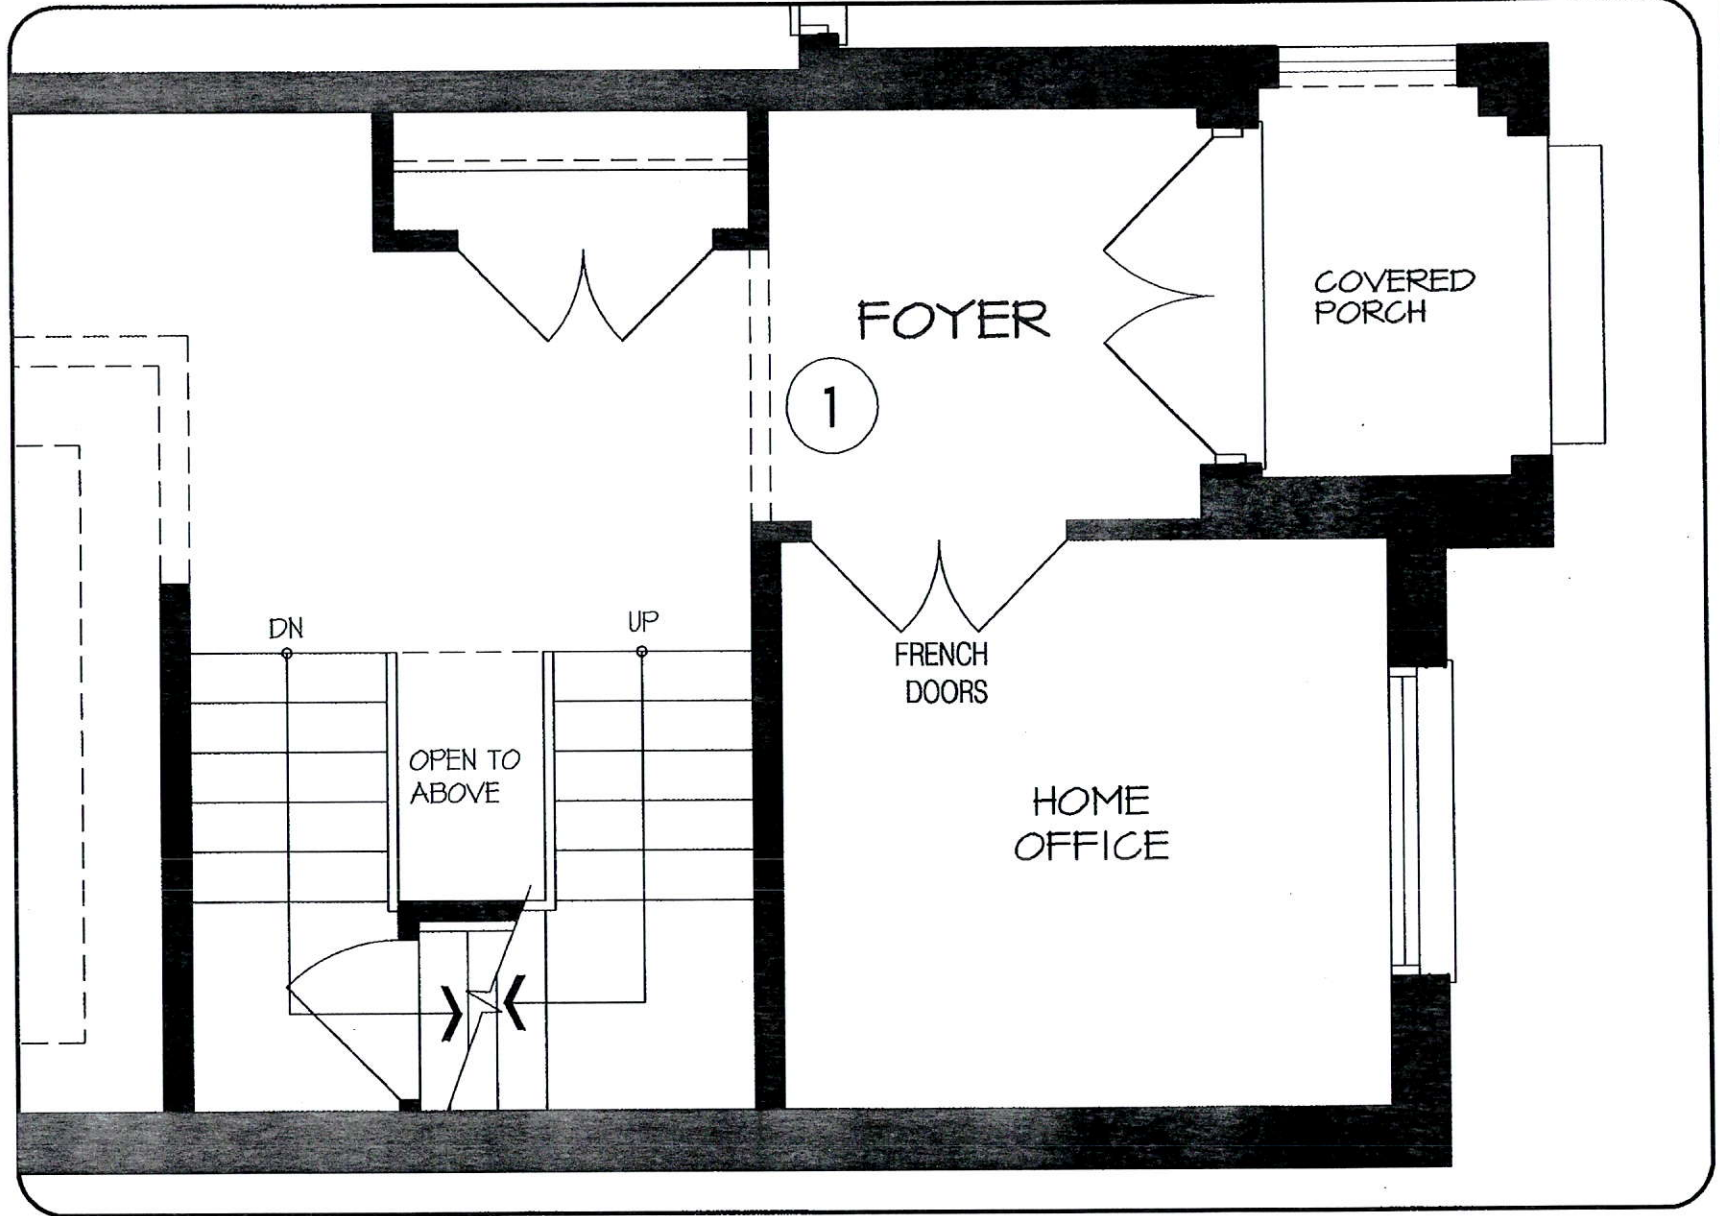 COVERED
PORCH
FOYER
1
DN
UP
FRENCH
DOORS
OPEN TO
ABOVE
HOME
OFFICE